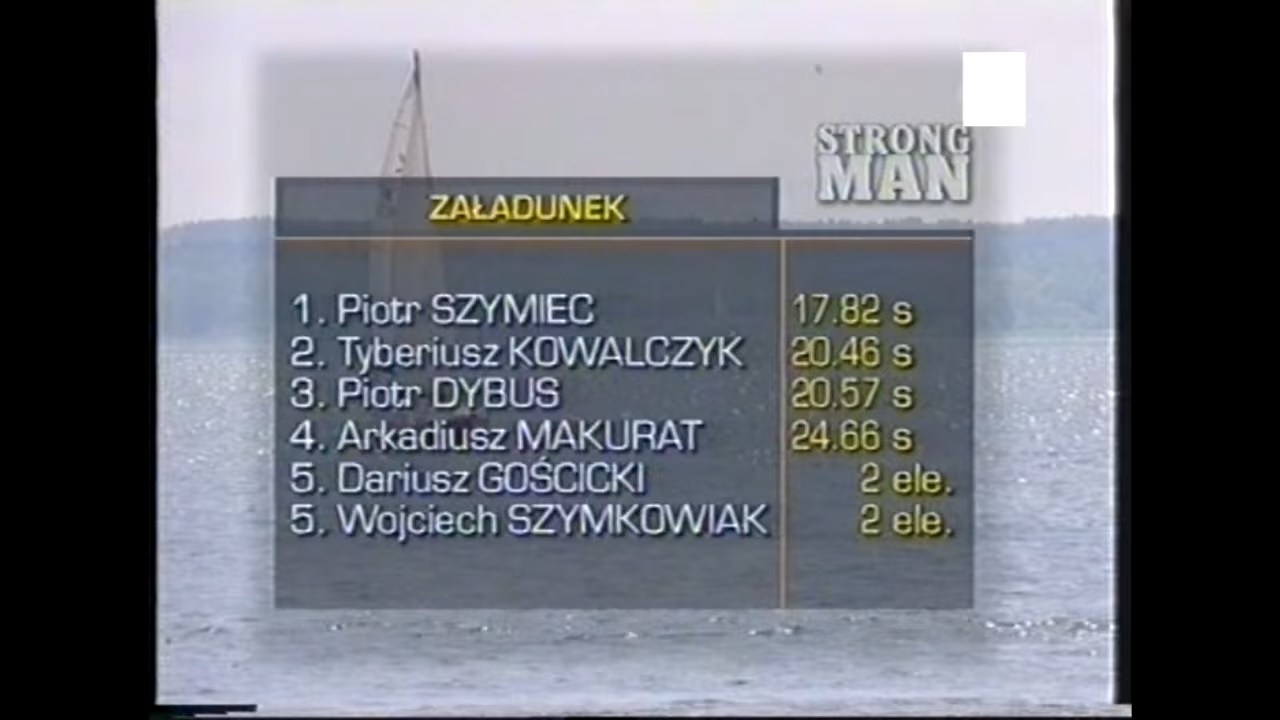 STRONG
MAN
ZAŁADUNEK
1. Piotr SZYMIEC 17.82 s
2. Tyberiusz KOWALCZYK 20.46 s
3. Piotr DYBUS 20.57 s
4. Arkadiusz MAKURAT 24.66 s
5. Dariusz GOŚCICKI 2 ele.
5. Wojciech SZYMKOWIAK 2 ele.